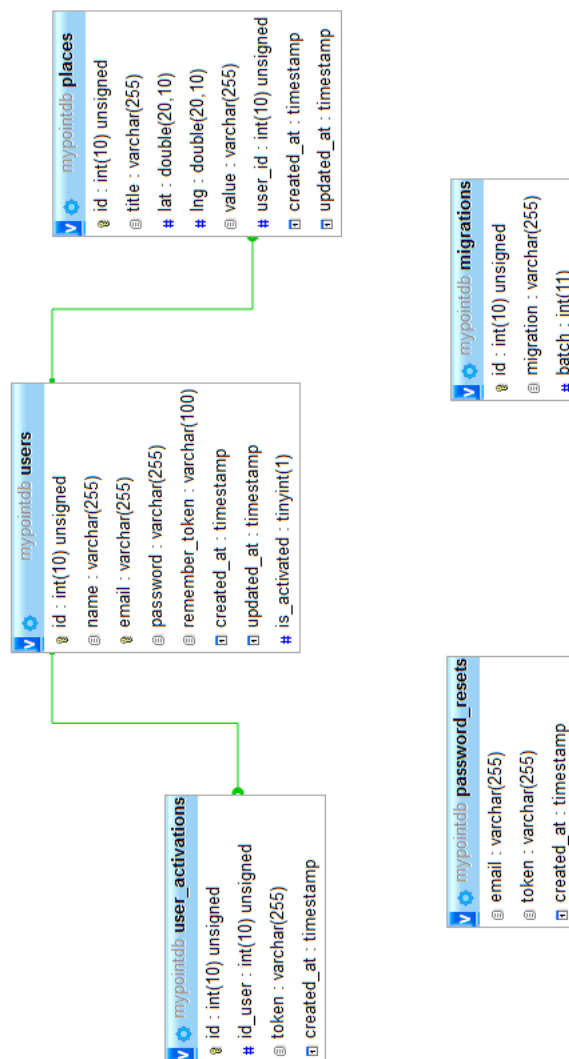 mypointdb user_activations
id : int(10) unsigned
id_user : int(10) unsigned
token : varchar(255)
created_at : timestamp
mypointdb users
id : int(10) unsigned
name : varchar(255)
email : varchar(255)
password : varchar(255)
remember_token : varchar(100)
created_at : timestamp
updated_at : timestamp
is_activated : tinyint(1)
mypointdb places
id : int(10) unsigned
title : varchar(255)
lat : double(20,10)
lng : double(20,10)
value : varchar(255)
user_id : int(10) unsigned
created_at : timestamp
updated_at : timestamp
mypointdb password_resets
email : varchar(255)
token : varchar(255)
created_at : timestamp
mypointdb migrations
id : int(10) unsigned
migration : varchar(255)
batch : int(11)